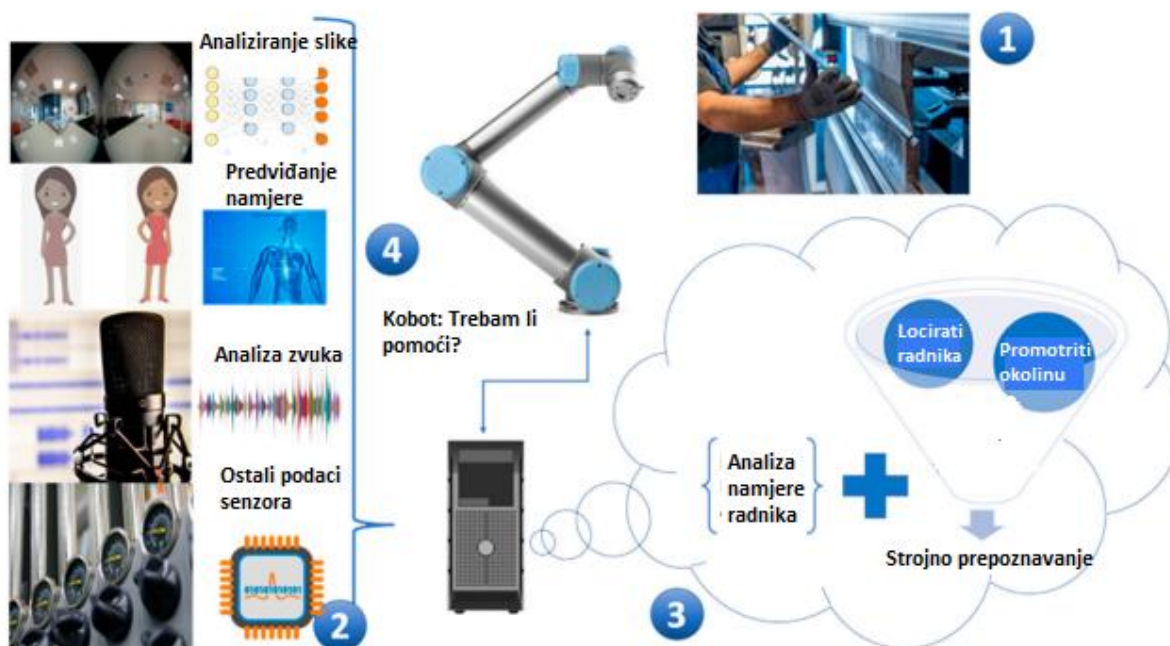 Analiziranje slike
Predviđanje
namjere
Analiza zvuka
Ostali podaci
senzora
2
4
Kobot: Trebam li
pomoći?
1
Locirati
radnika
Promotriti
okolinu
Analiza
namjere
radnika
Strojno prepoznavanje
3